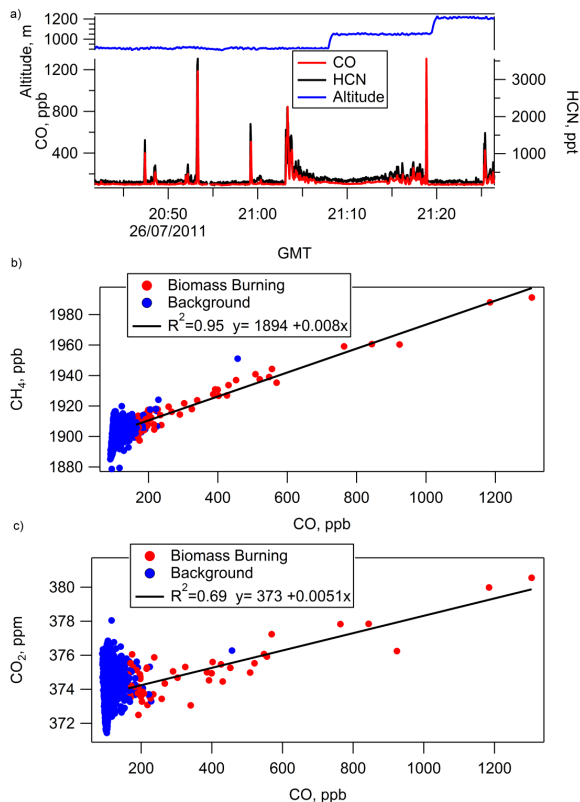 a)
1200
1000
Altitude, m
CO
HCN
Altitude
1200
800
400
CO, ppb
3000
2000
1000
HCN, ppt
20:50 21:00 21:10 21:20
26/07/2011
GMT
b)
Biomass Burning
Background
R²=0.95 y= 1894 +0.008x
1980
1960
1940
1920
1900
1880
CH₄, ppb
200 400 600 800 1000 1200
CO, ppb
c)
Biomass Burning
Background
R²=0.69 y= 373 +0.0051x
380
378
376
374
372
CO₂, ppm
200 400 600 800 1000 1200
CO, ppb